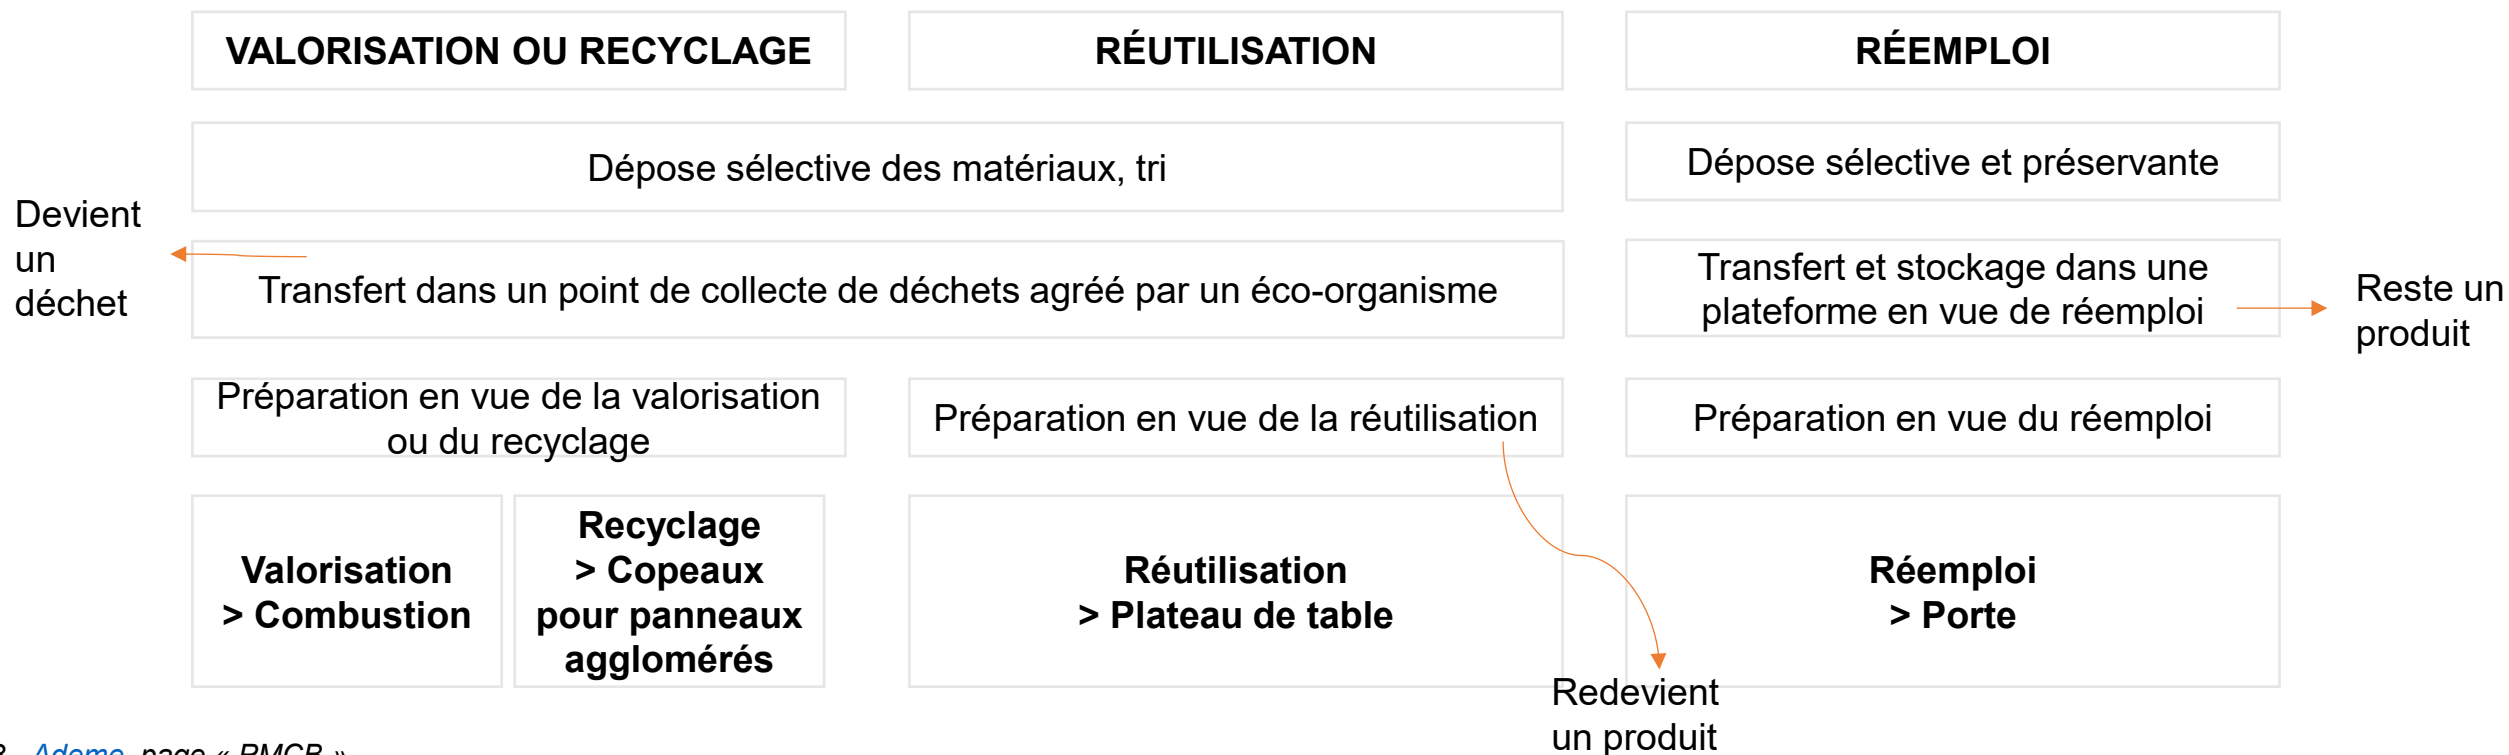 VALORISATION OU RECYCLAGE
RÉUTILISATION
RÉEMPLOI
Dépose sélective des matériaux, tri
Dépose sélective et préservante
Devient
un
déchet
Transfert dans un point de collecte de déchets agréé par un éco-organisme
Transfert et stockage dans une
plateforme en vue de réemploi
Reste un
produit
Préparation en vue de la valorisation
ou du recyclage
Préparation en vue de la réutilisation
Préparation en vue du réemploi
Valorisation
> Combustion
Recyclage
> Copeaux
pour panneaux
agglomérés
Réutilisation
> Plateau de table
Réemploi
> Porte
Redevient
un produit
Ademe, page « PMCB »